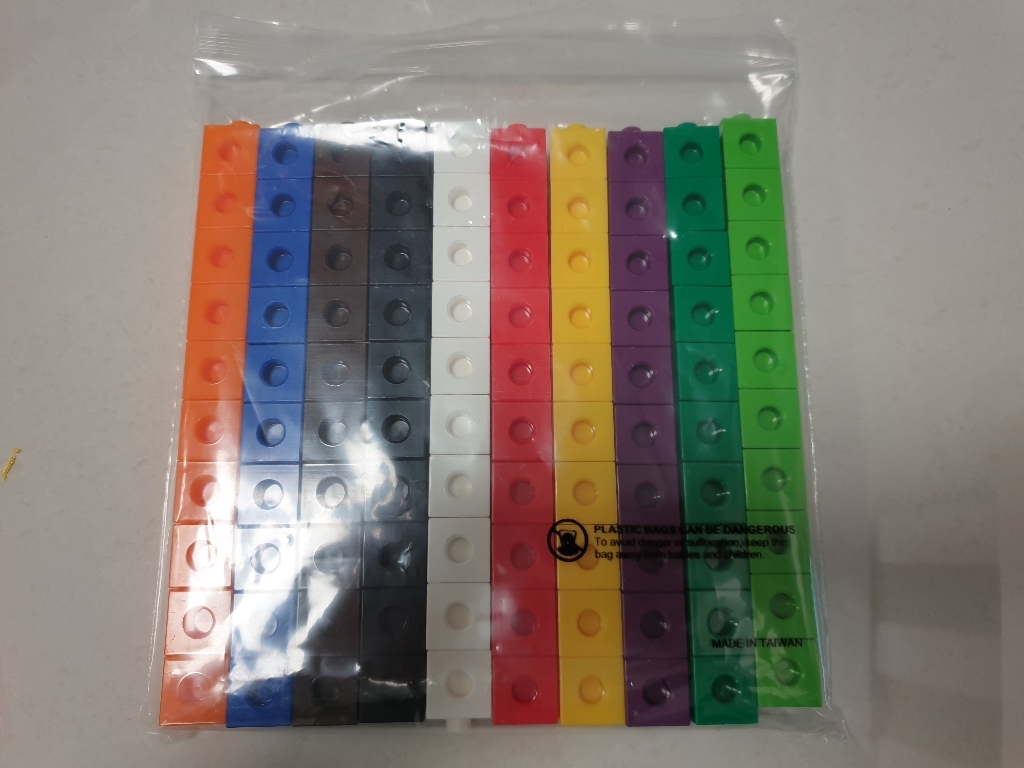 PLASTIC BAGS CAN BE DANGEROUS
To avoid danger of suffocation, keep this
bag away from babies and children
MADE IN TAIWAN